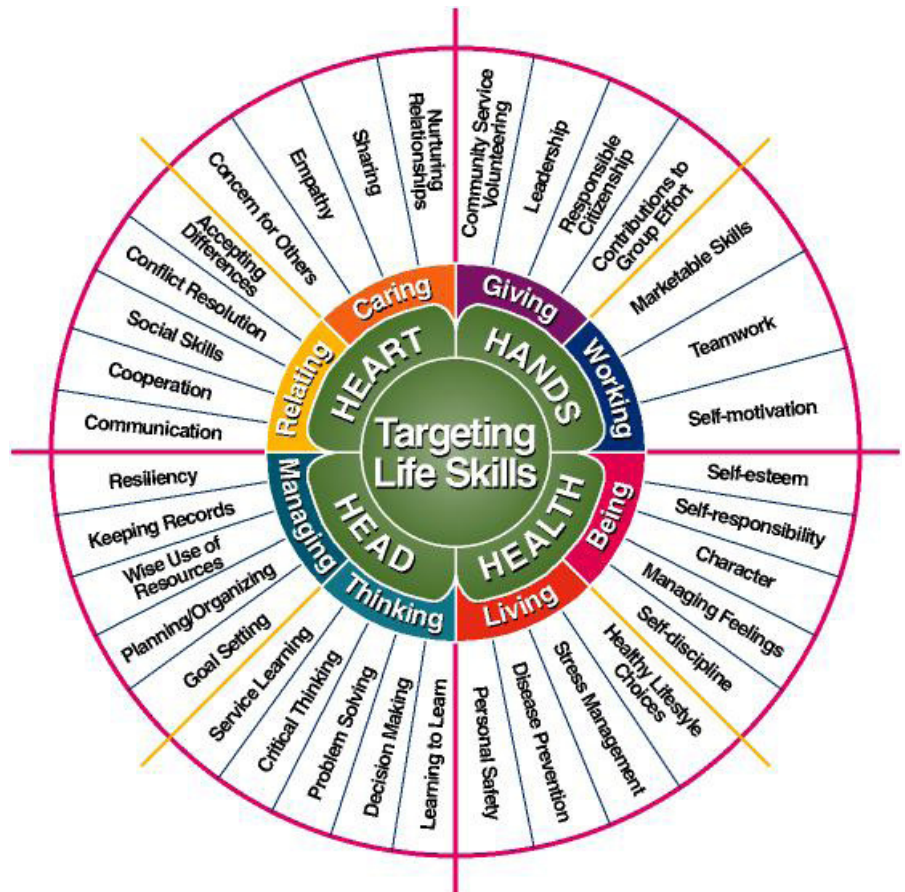 Targeting
Life Skills
HEART
HANDS
HEALTH
HEAD
Caring
Giving
Working
Being
Living
Thinking
Managing
Relating
Concern for Others
Empathy
Sharing
Nurturing
Relationships
Community Service
Volunteering
Leadership
Responsible
Citizenship
Contributions to
Group Effort
Marketable Skills
Teamwork
Self-motivation
Self-esteem
Self-responsibility
Character
Managing Feelings
Self-discipline
Healthy Lifestyle
Choices
Stress Management
Disease Prevention
Personal Safety
Learning to Learn
Decision Making
Problem Solving
Critical Thinking
Service Learning
Goal Setting
Planning/Organizing
Wise Use of
Resources
Keeping Records
Resiliency
Communication
Cooperation
Social Skills
Conflict Resolution
Accepting
Differences